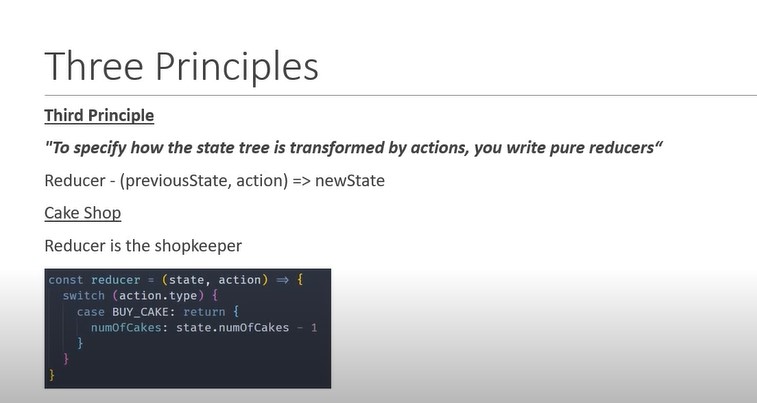 Three Principles
Third Principle
"To specify how the state tree is transformed by actions, you write pure reducers“
Reducer - (previousState, action) => newState
Cake Shop
Reducer is the shopkeeper
const reducer = (state, action) => {
  switch (action.type) {
    case BUY_CAKE: return {
      numOfCakes: state.numOfCakes - 1
    }
  }
}